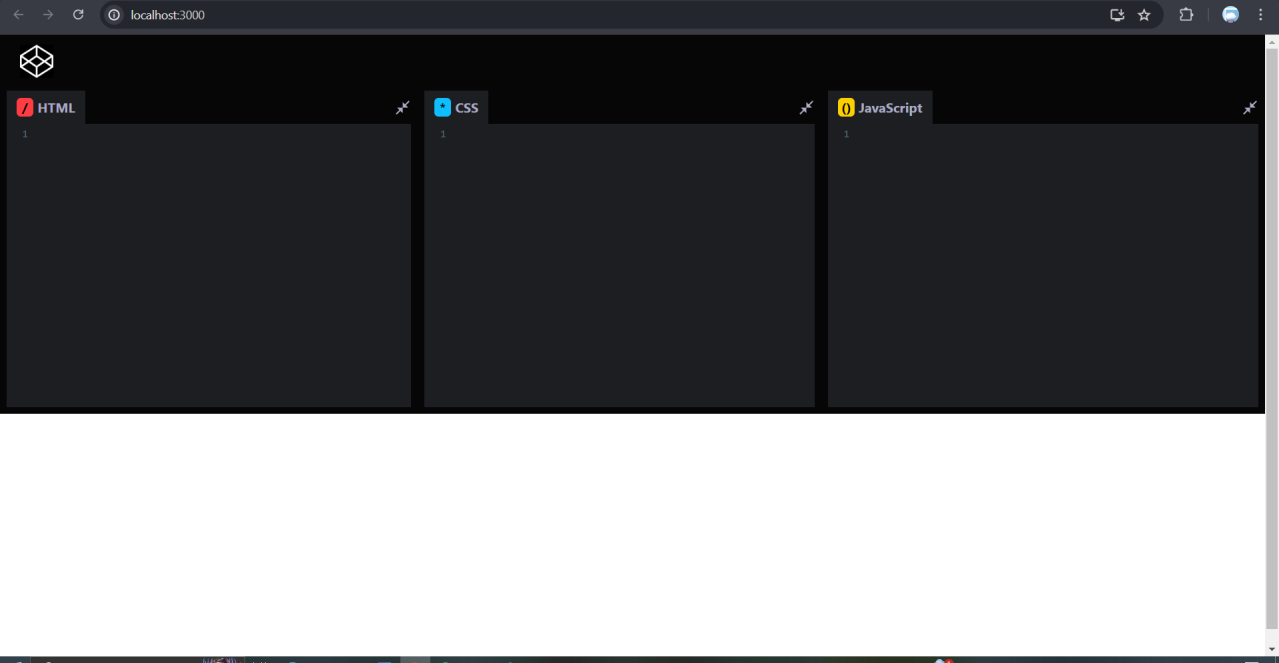 localhost:3000
/ HTML
* CSS
() JavaScript
1
1
1